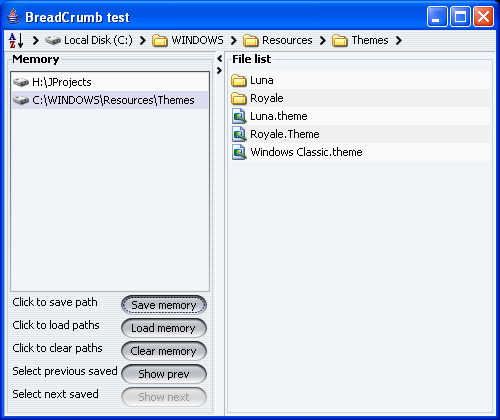 BreadCrumb test
A Z Local Disk (C:) WINDOWS Resources Themes
Memory
H:\JProjects
C:\WINDOWS\Resources\Themes
Click to save path Save memory
Click to load paths Load memory
Click to clear paths Clear memory
Select previous saved Show prev
Select next saved Show next
File list
Luna
Royale
Luna.theme
Royale.Theme
Windows Classic.theme